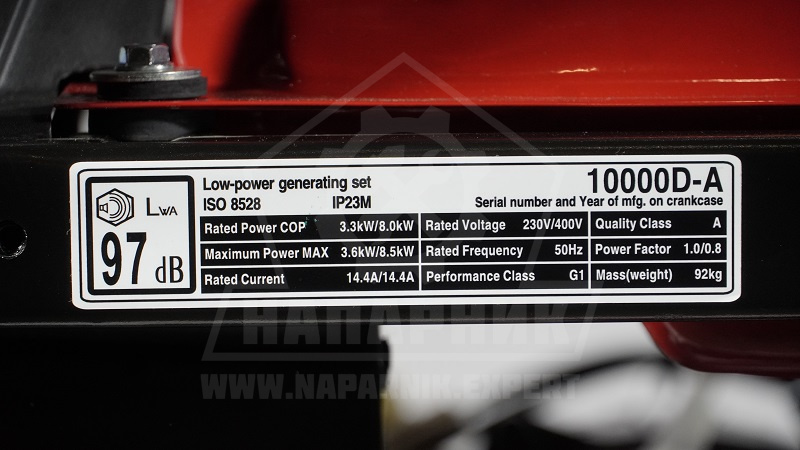 LWA
97 dB
Low-power generating set
10000D-A
ISO 8528 IP23M Serial number and Year of mfg. on crankcase
Rated Power COP 3.3kW/8.0kW Rated Voltage 230V/400V Quality Class A
Maximum Power MAX 3.6kW/8.5kW Rated Frequency 50Hz Power Factor 1.0/0.8
Rated Current 14.4A/14.4A Performance Class G1 Mass(weight) 92kg
НАПАРНИК
WWW.NAPARNIK.EXPERT